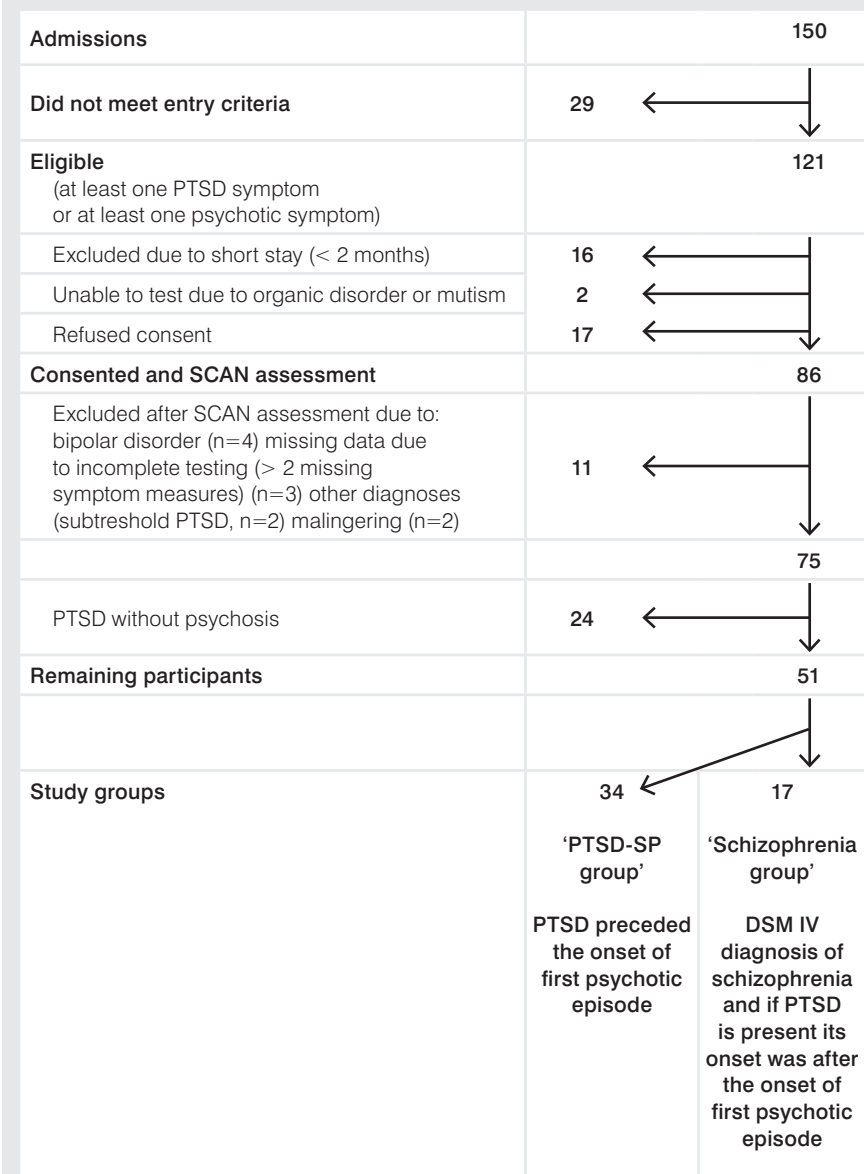 Admissions 150
Did not meet entry criteria 29
Eligible 121
(at least one PTSD symptom
or at least one psychotic symptom)
Excluded due to short stay (< 2 months) 16
Unable to test due to organic disorder or mutism 2
Refused consent 17
Consented and SCAN assessment 86
Excluded after SCAN assessment due to:
bipolar disorder (n=4) missing data due
to incomplete testing (> 2 missing 11
symptom measures) (n=3) other diagnoses
(subtreshold PTSD, n=2) malingering (n=2)
75
PTSD without psychosis 24
Remaining participants 51
Study groups 34 17
‘PTSD-SP
group’
PTSD preceded
the onset of
first psychotic
episode
‘Schizophrenia
group’
DSM IV
diagnosis of
schizophrenia
and if PTSD
is present its
onset was after
the onset of
first psychotic
episode